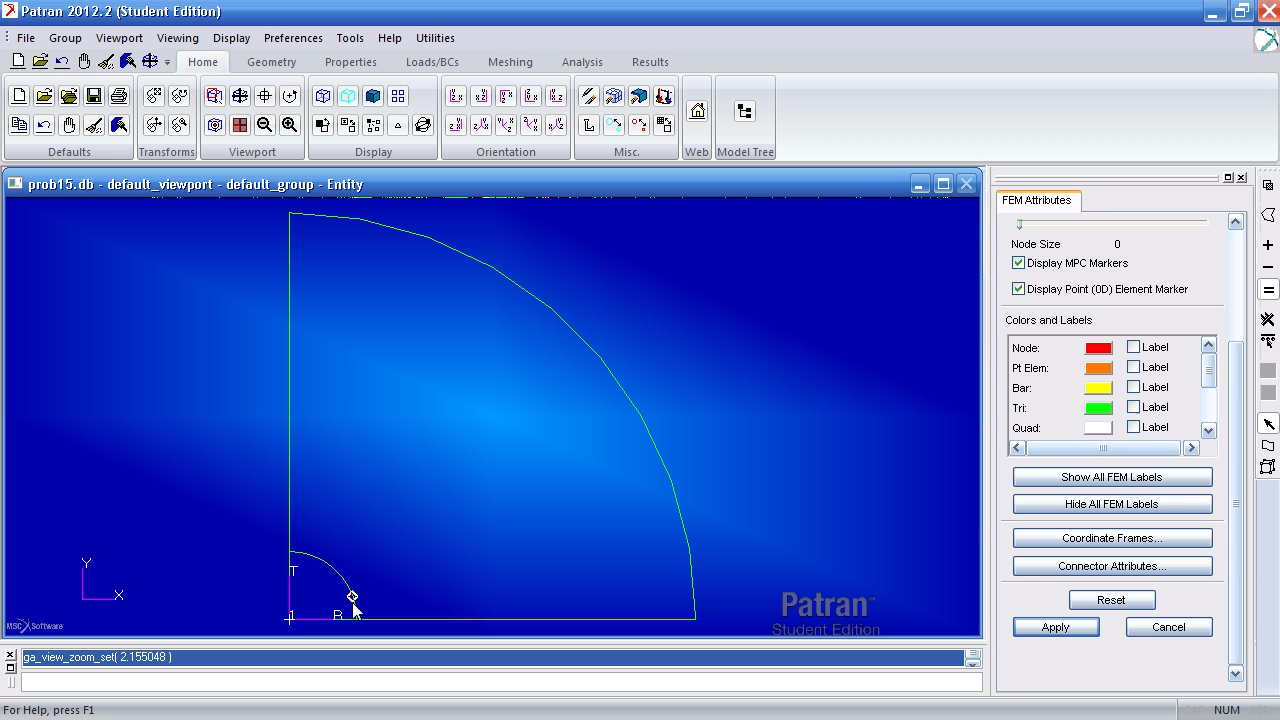 Patran 2012.2 (Student Edition)
File Group Viewport Viewing Display Preferences Tools Help Utilities
Home Geometry Properties Loads/BCs Meshing Analysis Results
Defaults Transforms Viewport Display Orientation Misc. Web Model Tree
prob15.db - default_viewport - default_group - Entity
FEM Attributes
Node Size 0
Display MPC Markers
Display Point (0D) Element Marker
Colors and Labels
Node: Label
Pt Elem: Label
Bar: Label
Tri: Label
Quad: Label
Show All FEM Labels
Hide All FEM Labels
Coordinate Frames...
Connector Attributes...
Reset
Apply Cancel
Y
X
T
1 R
MSC Software
Patran™
Student Edition
ga_view_zoom_set( 2.155048 )
For Help, press F1
NUM